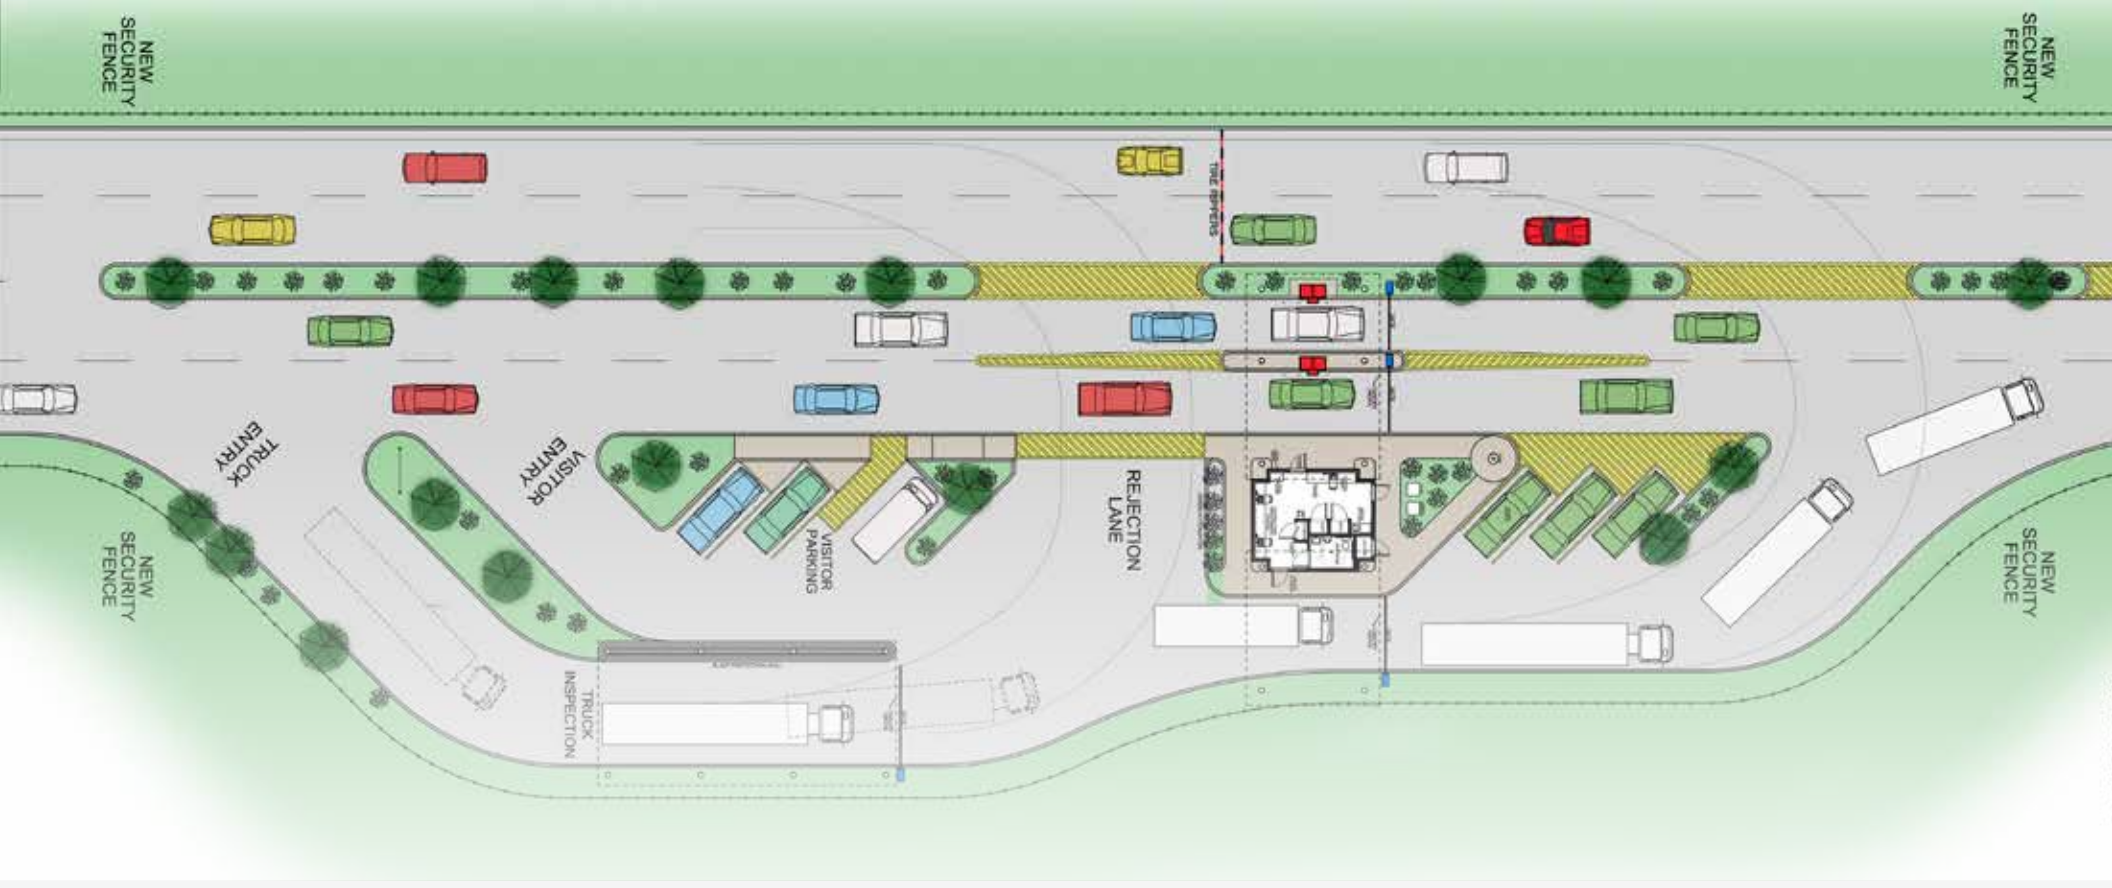 NEW
SECURITY
FENCE
NEW
SECURITY
FENCE
TIRE RIPPERS
TRUCK
ENTRY
VISITOR
ENTRY
VISITOR
PARKING
REJECTION
LANE
NEW
SECURITY
FENCE
NEW
SECURITY
FENCE
TRUCK
INSPECTION